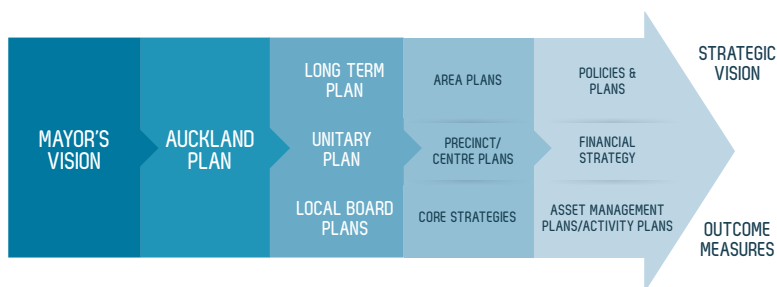 MAYOR'S
VISION
AUCKLAND
PLAN
LONG TERM
PLAN
UNITARY
PLAN
LOCAL BOARD
PLANS
AREA PLANS
PRECINCT/
CENTRE PLANS
CORE STRATEGIES
POLICIES &
PLANS
FINANCIAL
STRATEGY
ASSET MANAGEMENT
PLANS/ACTIVITY PLANS
STRATEGIC
VISION
OUTCOME
MEASURES